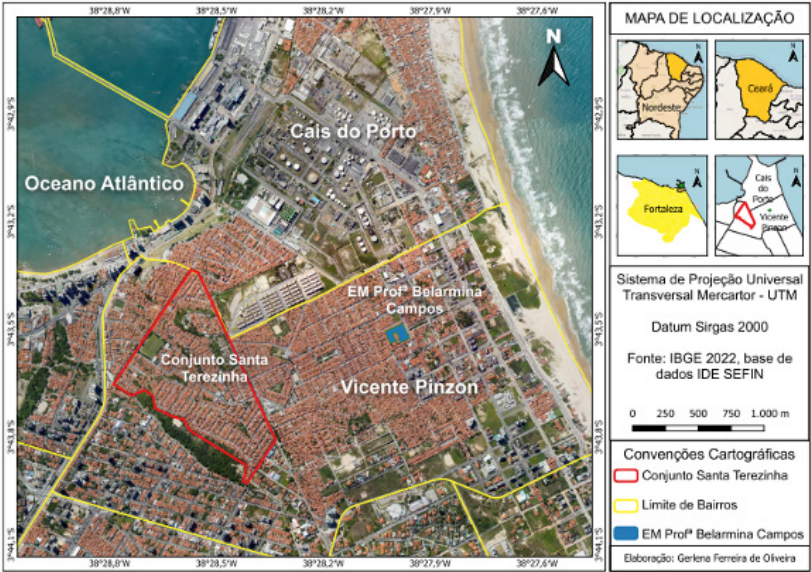 38°28,8'W
38°28,5'W
38°28,2'W
38°27,9'W
38°27,6'W
3°42,9'S
3°43,2'S
3°43,5'S
3°43,8'S
3°44,1'S
N
Cais do Porto
Oceano Atlântico
EM Profª Belarmina
Campos
Conjunto Santa
Terezinha
Vicente Pinzon
3°42,9'S
3°43,2'S
3°43,5'S
3°43,8'S
3°44,1'S
38°28,8'W
38°28,5'W
38°28,2'W
38°27,9'W
38°27,6'W
MAPA DE LOCALIZAÇÃO
N
Nordeste
N
Ceará
N
Fortaleza
N
Cais
do
Porto
Vicente
Pinzon
Sistema de Projeção Universal
Transversal Mercartor - UTM
Datum Sirgas 2000
Fonte: IBGE 2022, base de
dados IDE SEFIN
0 250 500 750 1.000 m
Convenções Cartográficas
Conjunto Santa Terezinha
Limite de Bairros
EM Profª Belarmina Campos
Elaboração: Gerlena Ferreira de Oliveira